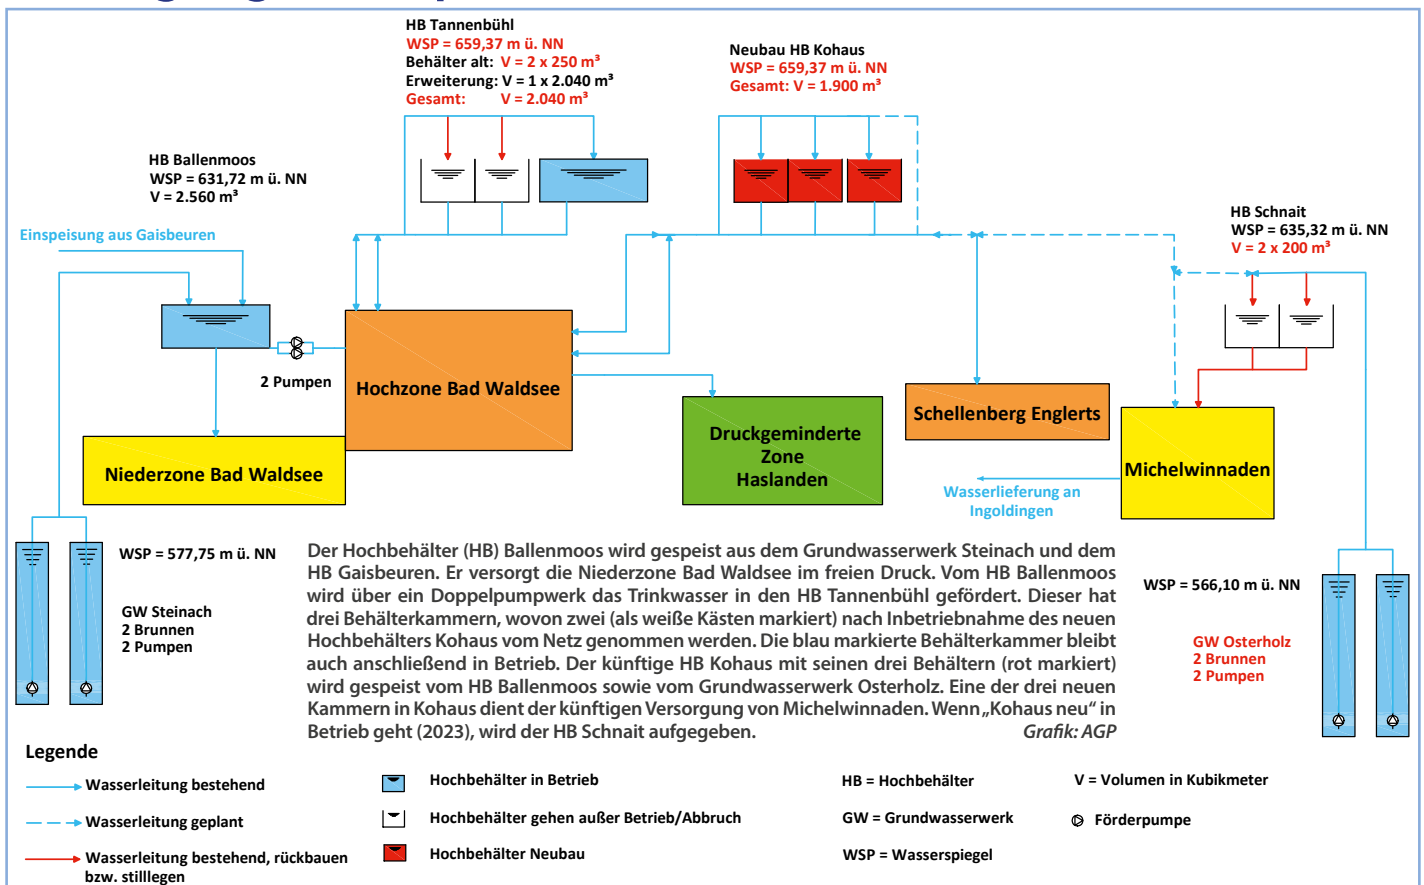 HB Tannenbühl
WSP = 659,37 m ü. NN
Behälter alt: V = 2 x 250 m³
Erweiterung: V = 1 x 2.040 m³
Gesamt: V = 2.040 m³
Neubau HB Kohaus
WSP = 659,37 m ü. NN
Gesamt: V = 1.900 m³
HB Ballenmoos
WSP = 631,72 m ü. NN
V = 2.560 m³
Einspeisung aus Gaisbeuren
HB Schnait
WSP = 635,32 m ü. NN
V = 2 x 200 m³
2 Pumpen
Hochzone Bad Waldsee
Niederzone Bad Waldsee
Druckgeminderte
Zone
Haslanden
Schellenberg Englerts
Michelwinnaden
Wasserlieferung an
Ingoldingen
WSP = 577,75 m ü. NN
GW Steinach
2 Brunnen
2 Pumpen
WSP = 566,10 m ü. NN
GW Osterholz
2 Brunnen
2 Pumpen
Der Hochbehälter (HB) Ballenmoos wird gespeist aus dem Grundwasserwerk Steinach und dem
HB Gaisbeuren. Er versorgt die Niederzone Bad Waldsee im freien Druck. Vom HB Ballenmoos
wird über ein Doppelpumpwerk das Trinkwasser in den HB Tannenbühl gefördert. Dieser hat
drei Behälterkammern, wovon zwei (als weiße Kästen markiert) nach Inbetriebnahme des neuen
Hochbehälters Kohaus vom Netz genommen werden. Die blau markierte Behälterkammer bleibt
auch anschließend in Betrieb. Der künftige HB Kohaus mit seinen drei Behältern (rot markiert)
wird gespeist vom HB Ballenmoos sowie vom Grundwasserwerk Osterholz. Eine der drei neuen
Kammern in Kohaus dient der künftigen Versorgung von Michelwinnaden. Wenn „Kohaus neu“ in
Betrieb geht (2023), wird der HB Schnait aufgegeben. Grafik: AGP
Legende
Wasserleitung bestehend
Wasserleitung geplant
Wasserleitung bestehend, rückbauen
bzw. stilllegen
Hochbehälter in Betrieb
Hochbehälter gehen außer Betrieb/Abbruch
Hochbehälter Neubau
HB = Hochbehälter
GW = Grundwasserwerk
WSP = Wasserspiegel
V = Volumen in Kubikmeter
Förderpumpe